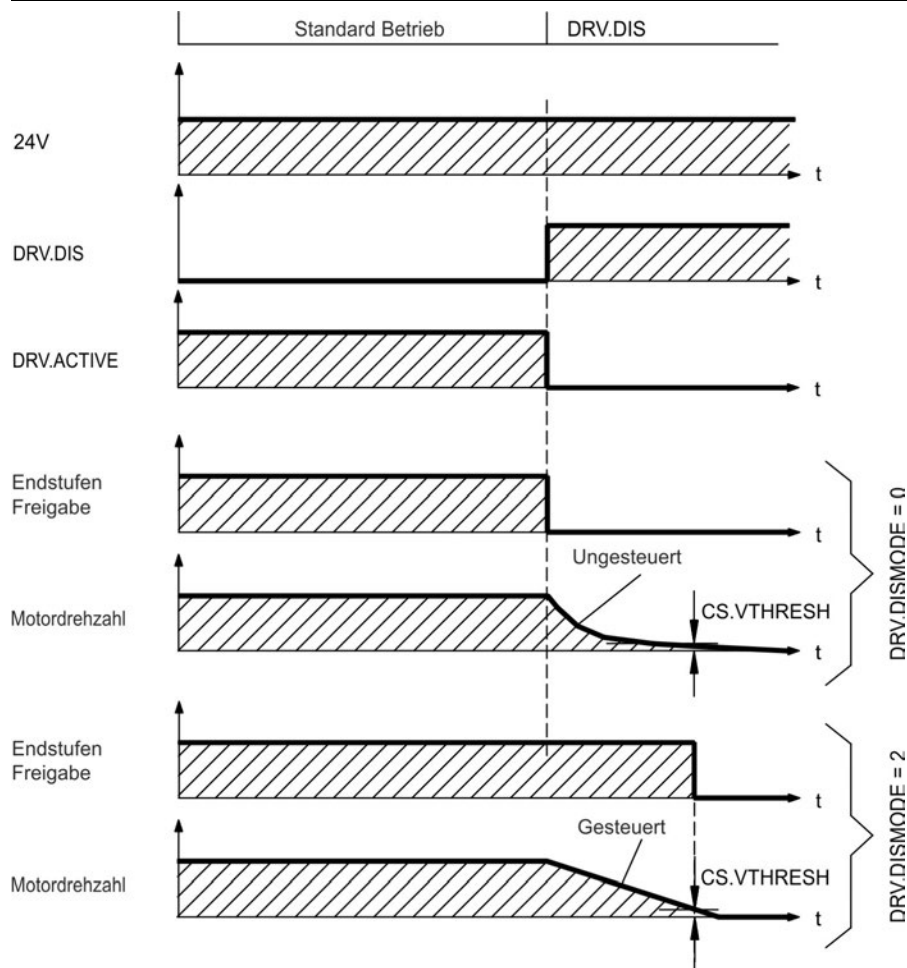 Standard Betrieb
DRV.DIS
24V
t
DRV.DIS
t
DRV.ACTIVE
t
Endstufen
Freigabe
t
Ungesteuert
Motordrehzahl
CS.VTHRESH
t
DRV.DISMODE = 0
Endstufen
Freigabe
t
Gesteuert
Motordrehzahl
CS.VTHRESH
t
DRV.DISMODE = 2